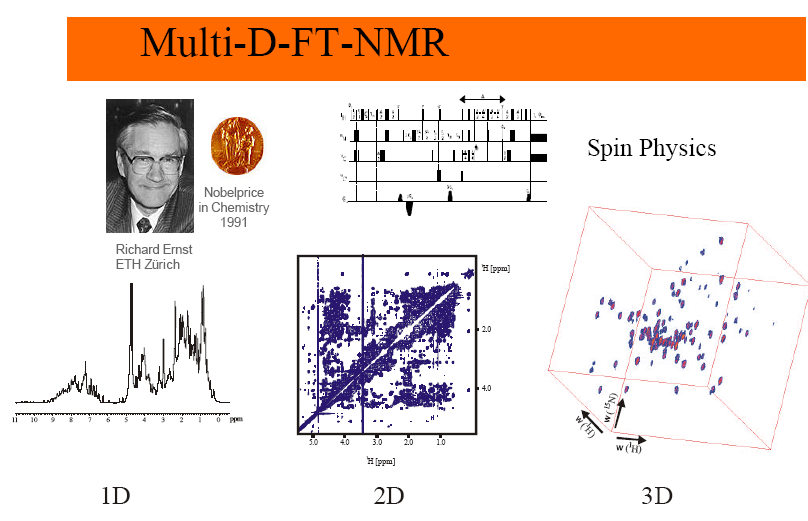 Multi-D-FT-NMR
Nobelprice
in Chemistry
1991
Richard Ernst
ETH Zürich
Spin Physics
¹H [ppm]
2.0
4.0
5.0 4.0 3.0 2.0 1.0
¹H [ppm]
11 10 9 8 7 6 5 4 3 2 1 0 ppm
w (¹H)
w (¹⁵N)
w (¹H)
1D
2D
3D